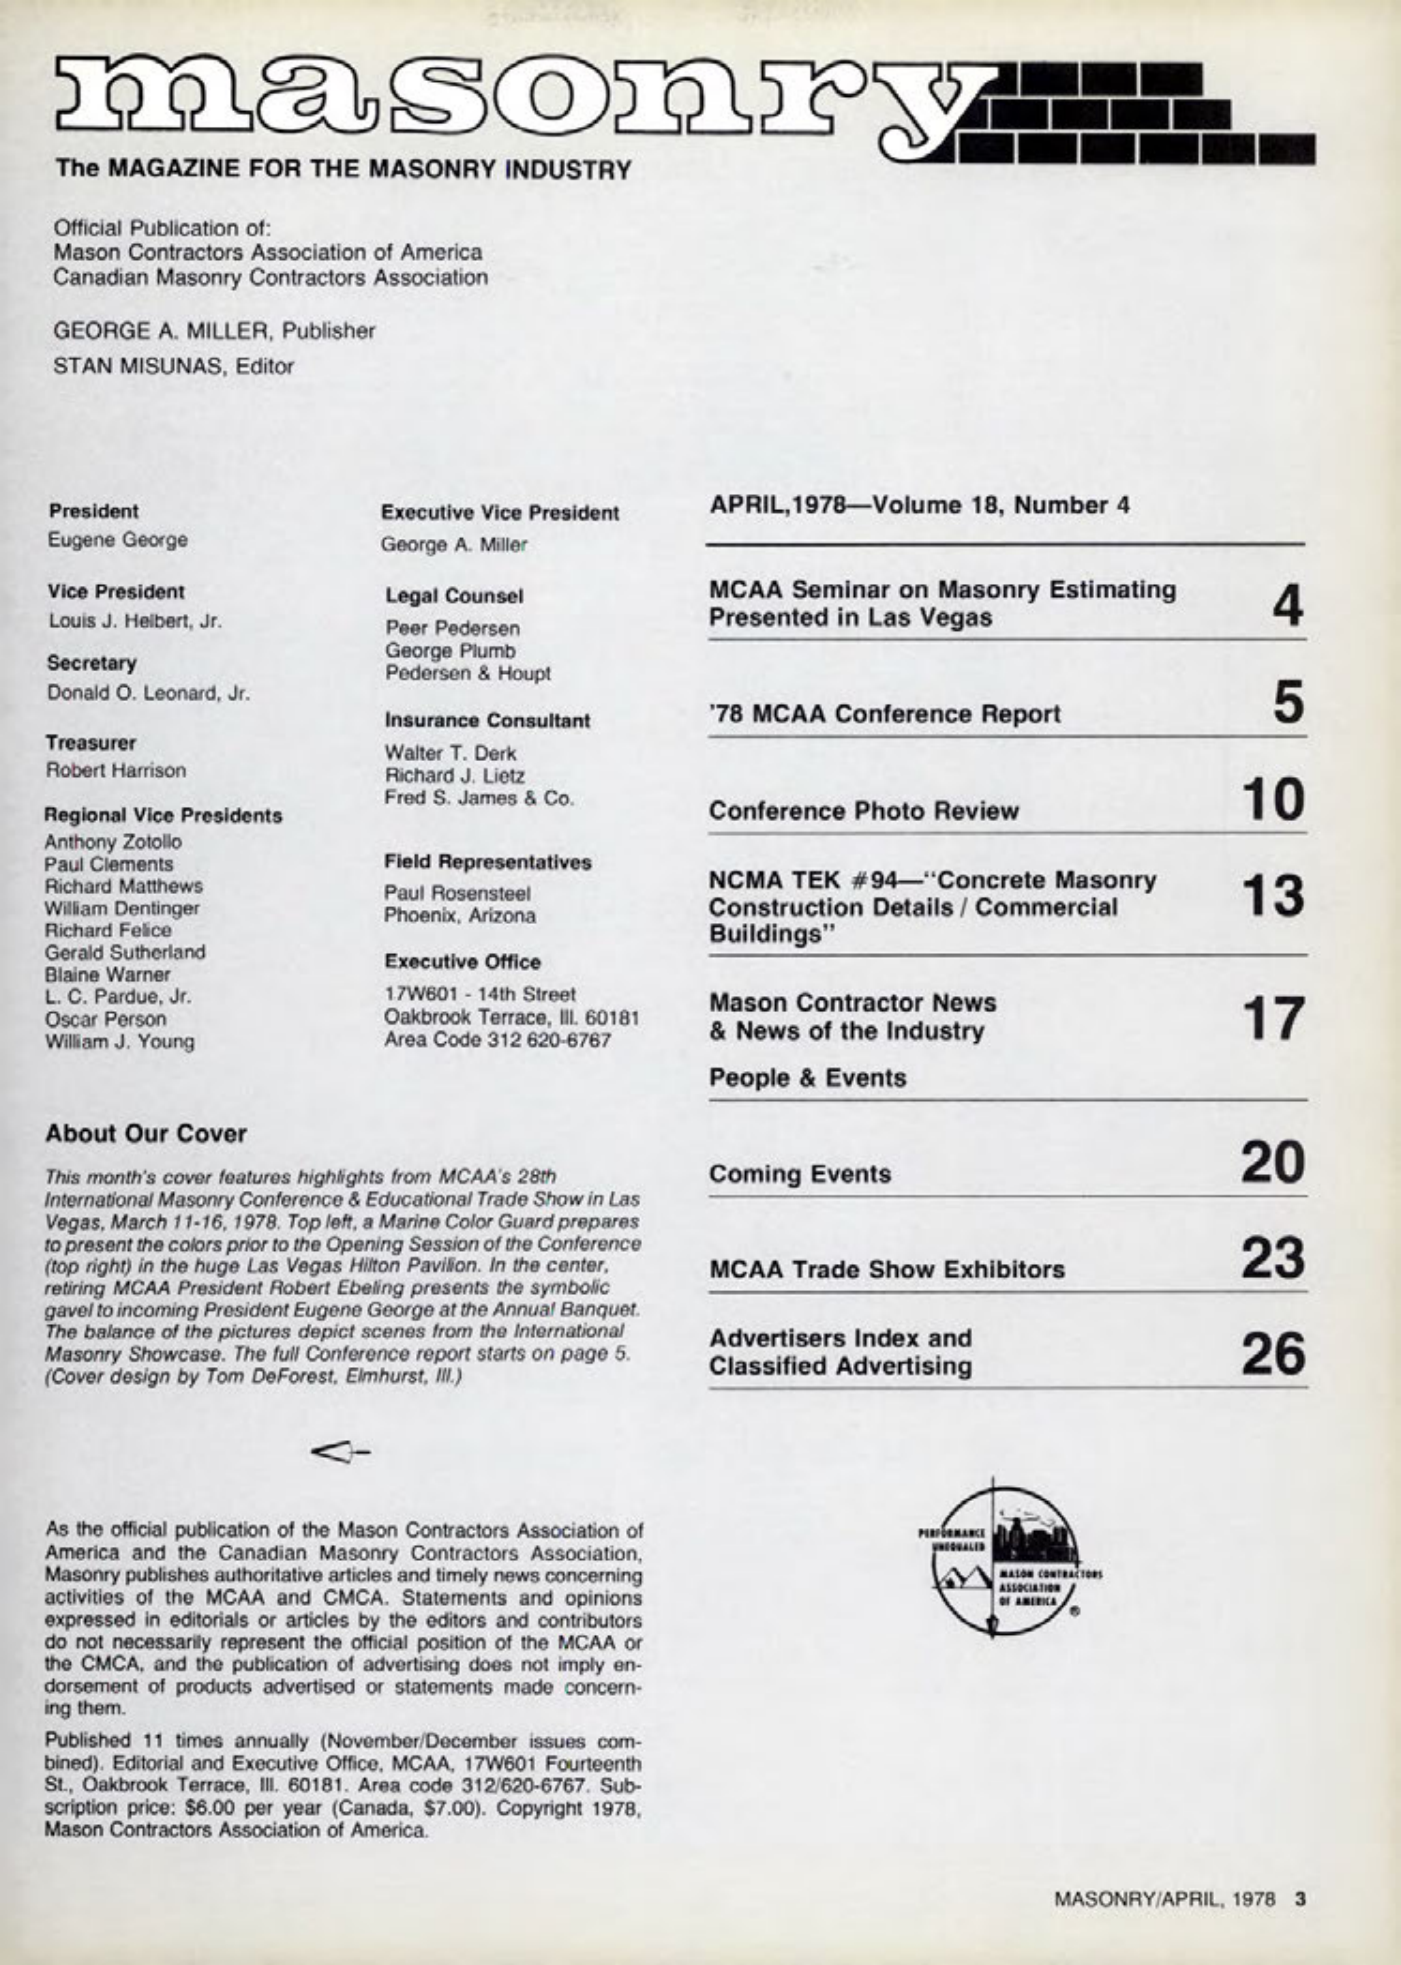 masonry
The MAGAZINE FOR THE MASONRY INDUSTRY
Official Publication of:
Mason Contractors Association of America
Canadian Masonry Contractors Association
GEORGE A. MILLER, Publisher
STAN MISUNAS, Editor
President
Eugene George
Vice President
Louis J. Helbert, Jr.
Secretary
Donald O. Leonard, Jr.
Treasurer
Robert Harrison
Regional Vice Presidents
Anthony Zotollo
Paul Clements
Richard Matthews
William Dentinger
Richard Felice
Gerald Sutherland
Blaine Warner
L. C. Pardue, Jr.
Oscar Person
William J. Young
Executive Vice President
George A. Miller
Legal Counsel
Peer Pedersen
George Plumb
Pedersen & Houpt
Insurance Consultant
Walter T. Derk
Richard J. Lietz
Fred S. James & Co.
Field Representatives
Paul Rosensteel
Phoenix, Arizona
Executive Office
17W601 - 14th Street
Oakbrook Terrace, Ill. 60181
Area Code 312 620-6767
About Our Cover
This month's cover features highlights from MCAA's 28th
International Masonry Conference & Educational Trade Show in Las
Vegas, March 11-16, 1978. Top left, a Marine Color Guard prepares
to present the colors prior to the Opening Session of the Conference
(top right) in the huge Las Vegas Hilton Pavilion. In the center,
retiring MCAA President Robert Ebeling presents the symbolic
gavel to incoming President Eugene George at the Annual Banquet.
The balance of the pictures depict scenes from the International
Masonry Showcase. The full Conference report starts on page 5.
(Cover design by Tom DeForest, Elmhurst, Ill.)
As the official publication of the Mason Contractors Association of
America and the Canadian Masonry Contractors Association,
Masonry publishes authoritative articles and timely news concerning
activities of the MCAA and CMCA. Statements and opinions
expressed in editorials or articles by the editors and contributors
do not necessarily represent the official position of the MCAA or
the CMCA, and the publication of advertising does not imply en-
dorsement of products advertised or statements made concern-
ing them.
Published 11 times annually (November/December issues com-
bined). Editorial and Executive Office, MCAA, 17W601 Fourteenth
St., Oakbrook Terrace, Ill. 60181. Area code 312/620-6767. Sub-
scription price: $6.00 per year (Canada, $7.00). Copyright 1978,
Mason Contractors Association of America.
APRIL,1978—Volume 18, Number 4
MCAA Seminar on Masonry Estimating
Presented in Las Vegas 4
'78 MCAA Conference Report 5
Conference Photo Review 10
NCMA TEK #94—"Concrete Masonry
Construction Details / Commercial
Buildings" 13
Mason Contractor News
& News of the Industry 17
People & Events
Coming Events 20
MCAA Trade Show Exhibitors 23
Advertisers Index and
Classified Advertising 26
PERFORMANCE
UNEQUALED
MASON CONTRACTORS
ASSOCIATION
OF AMERICA
®
MASONRY/APRIL, 1978 3